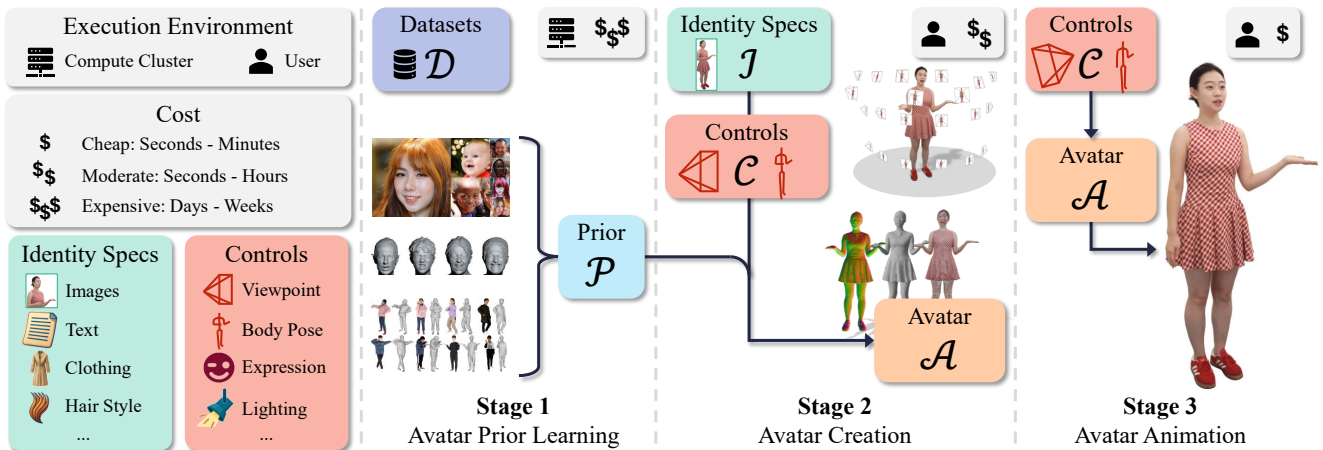 Execution Environment
Compute Cluster
User
Cost
$ Cheap: Seconds - Minutes
$$ Moderate: Seconds - Hours
$$$ Expensive: Days - Weeks
Identity Specs
Images
Text
Clothing
Hair Style
...
Controls
Viewpoint
Body Pose
Expression
Lighting
...
Datasets
𝒟
$$$
Prior
𝒫
Stage 1
Avatar Prior Learning
Identity Specs
ℐ
Controls
𝒞
$$
Avatar
𝒜
Stage 2
Avatar Creation
Controls
𝒞
$
Avatar
𝒜
Stage 3
Avatar Animation